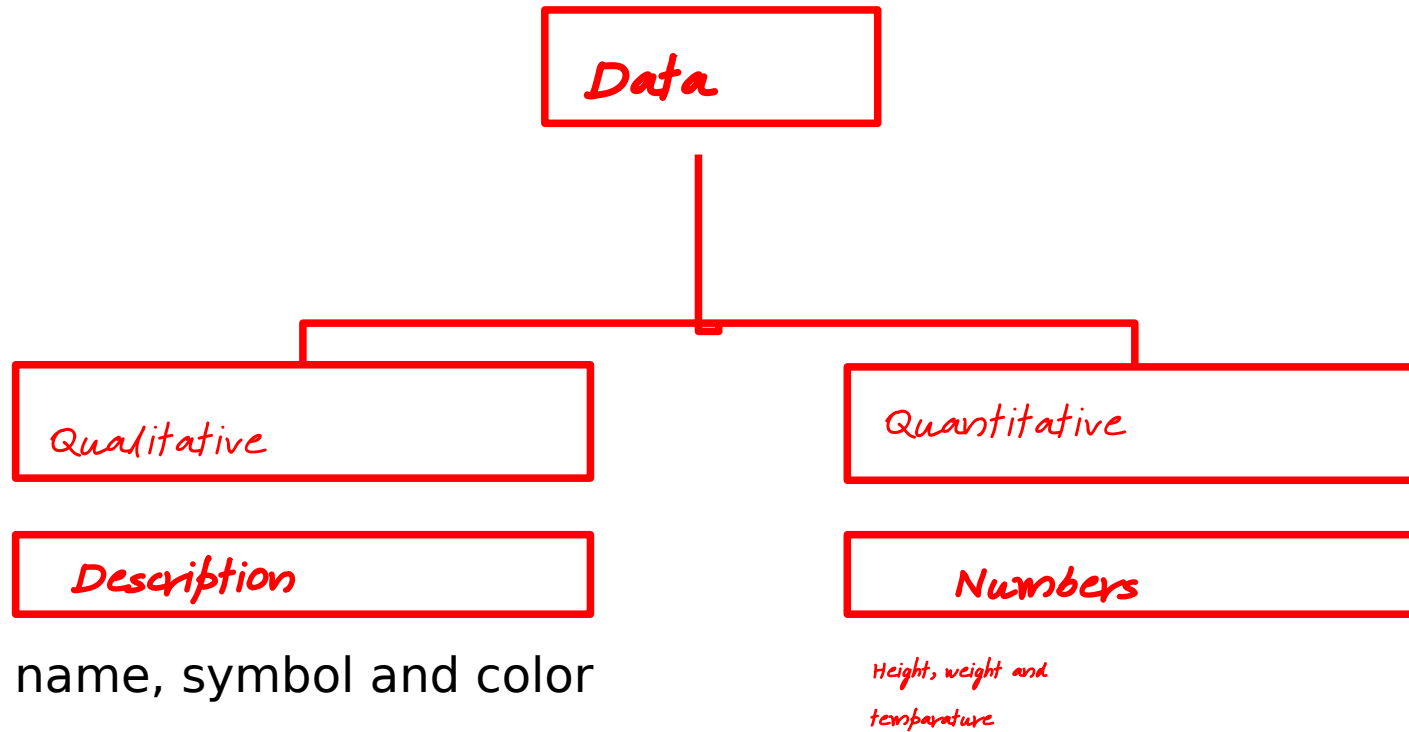 Data
Qualitative
Quantitative
Description
Numbers
name, symbol and color
Height, weight and
temparature